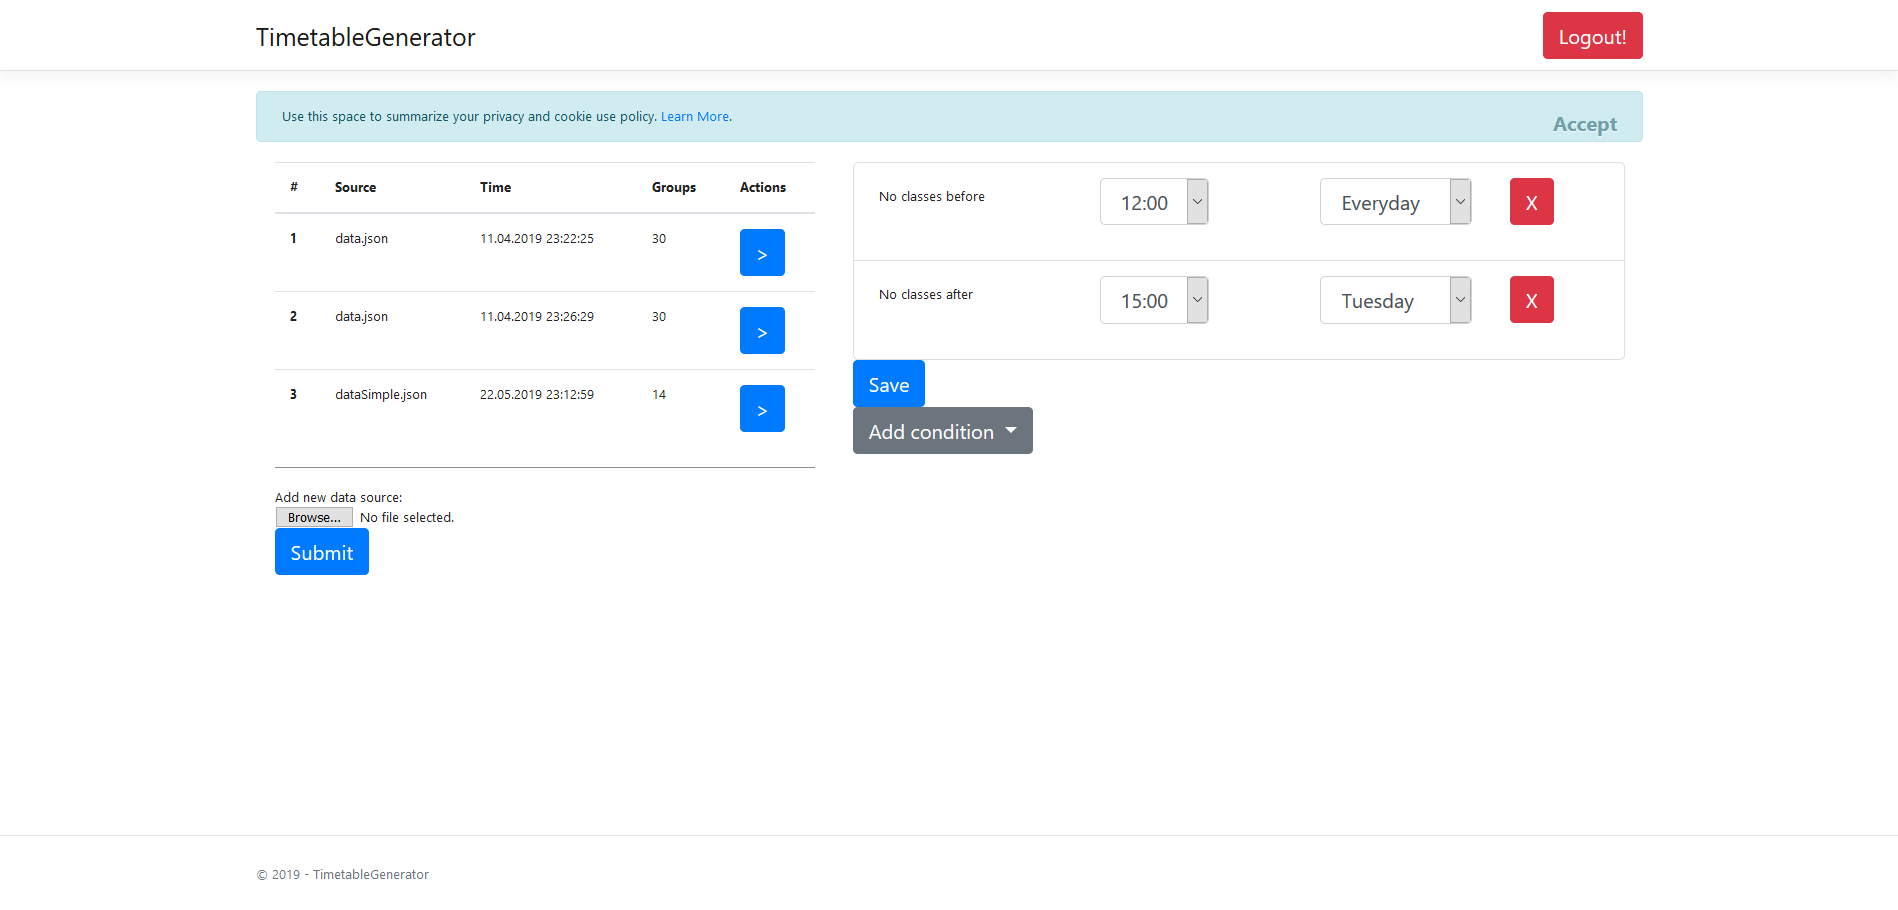 TimetableGenerator
Logout!
Use this space to summarize your privacy and cookie use policy. Learn More.
Accept
# Source Time Groups Actions
1 data.json 11.04.2019 23:22:25 30 >
2 data.json 11.04.2019 23:26:29 30 >
3 dataSimple.json 22.05.2019 23:12:59 14 >
Add new data source:
Browse... No file selected.
Submit
No classes before 12:00 Everyday X
No classes after 15:00 Tuesday X
Save
Add condition
© 2019 - TimetableGenerator